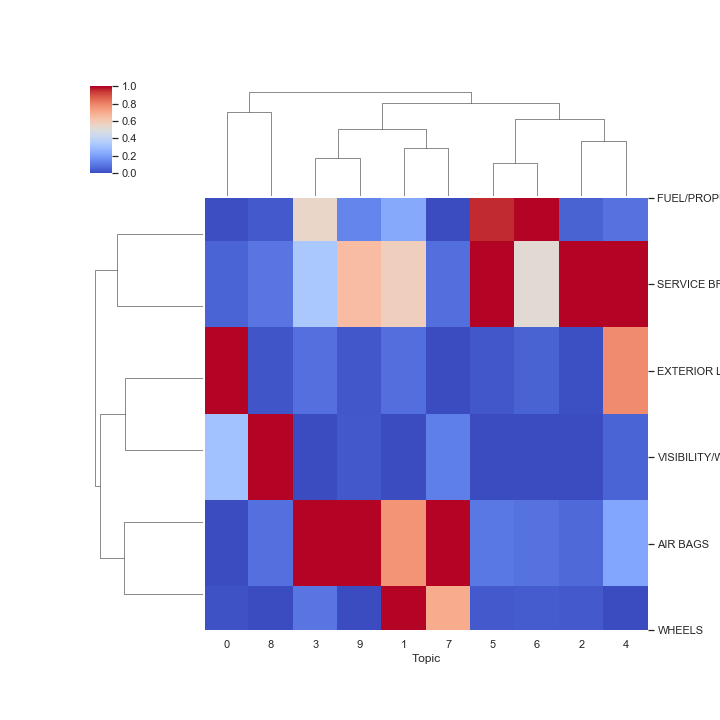 1.0
0.8
0.6
0.4
0.2
0.0
FUEL/PROP
SERVICE BR
EXTERIOR L
VISIBILITY/W
AIR BAGS
WHEELS
0 8 3 9 1 7 5 6 2 4
Topic